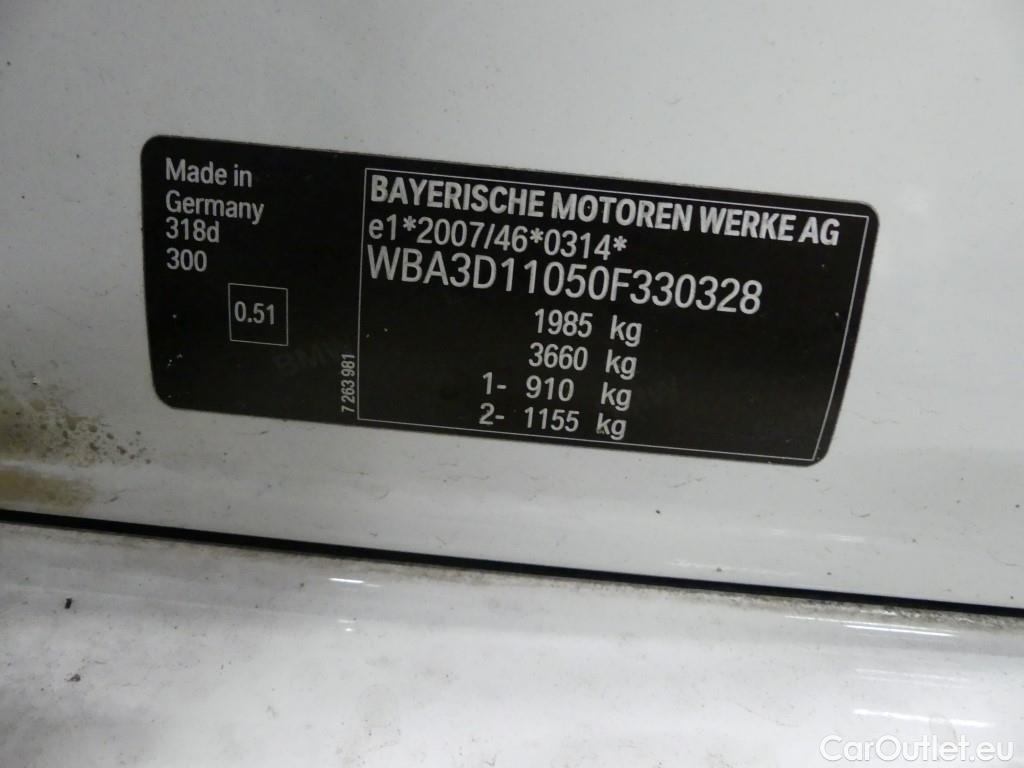 Made in
Germany
318d
300
0.51
7 263 981
BAYERISCHE MOTOREN WERKE AG
e1*2007/46*0314*
WBA3D11050F330328
1985 kg
3660 kg
1- 910 kg
2- 1155 kg
BMW
CarOutlet.eu